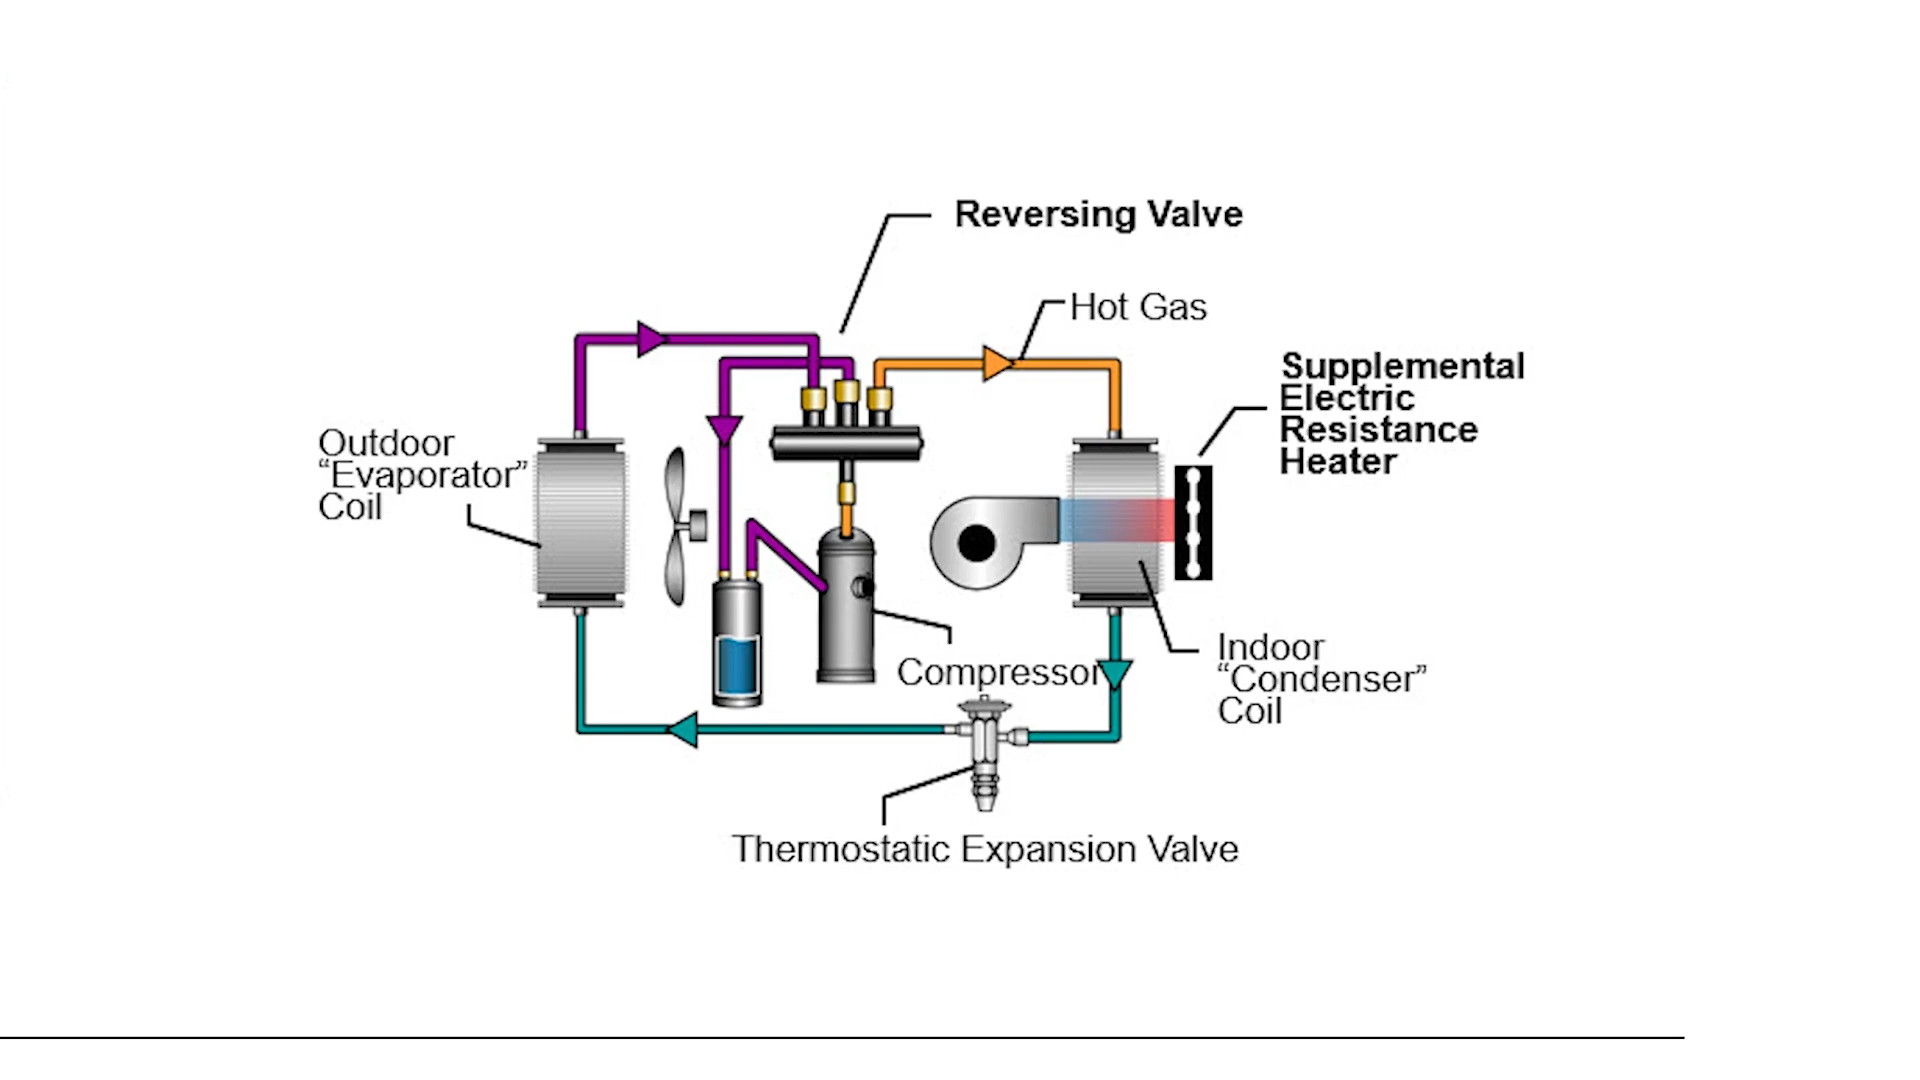 Reversing Valve
Hot Gas
Supplemental
Electric
Resistance
Heater
Outdoor
“Evaporator”
Coil
Compressor
Indoor
“Condenser”
Coil
Thermostatic Expansion Valve